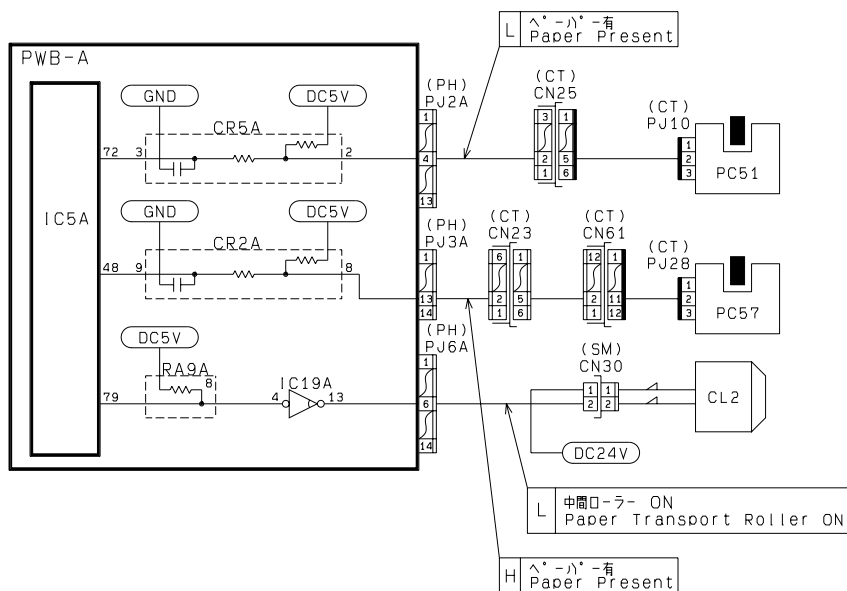 L ペーパー有
Paper Present
PWB-A
(PH)
PJ2A
(CT)
CN25
(CT)
PJ10
GND
DC5V
CR5A
72 3 2
1
4
13
3 1
2 5
1 6
1
2
3
PC51
IC5A
GND
DC5V
CR2A
48 9 8
(PH)
PJ3A
(CT)
CN23
(CT)
CN61
(CT)
PJ28
1
13
14
6 1
2 5
1 6
12 1
2 11
1 12
1
2
3
PC57
DC5V
RA9A
8
IC19A
79 4 13
(PH)
PJ6A
1
6
14
(SM)
CN30
1 1
2 2
CL2
DC24V
L 中間ローラー ON
Paper Transport Roller ON
H ペーパー有
Paper Present